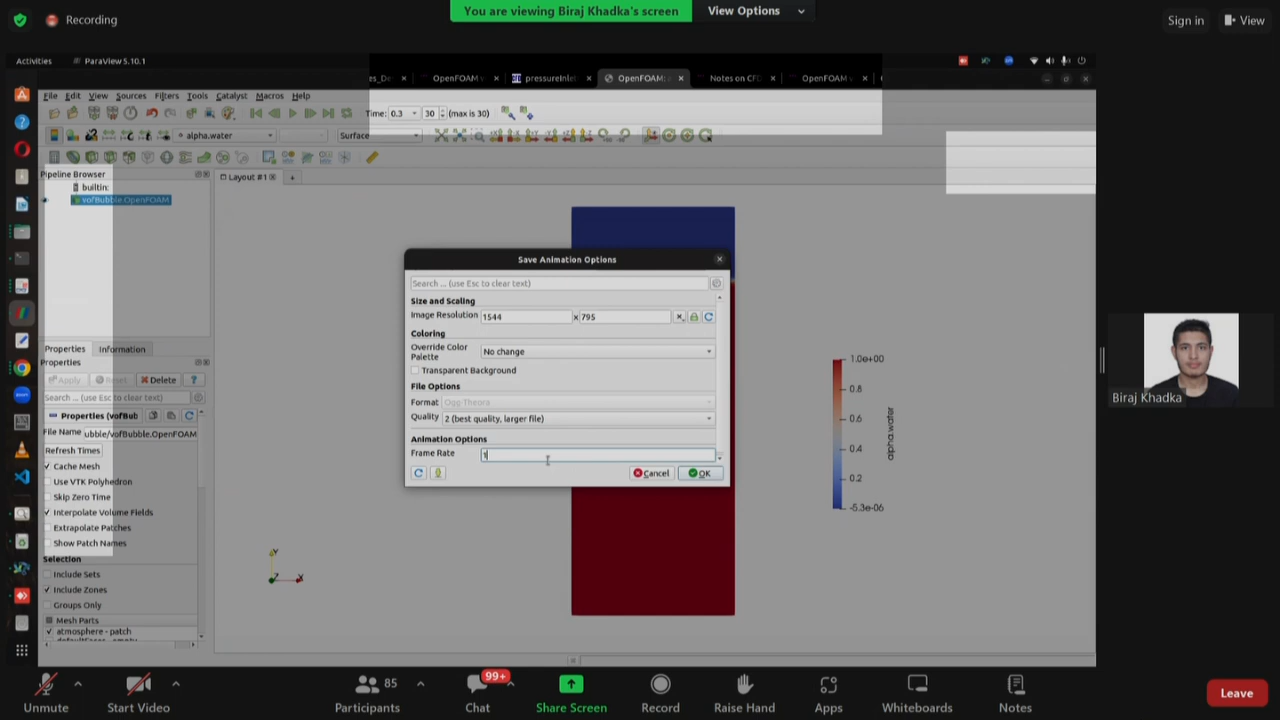 Recording
You are viewing Biraj Khadka's screen
View Options
Sign in
View
Activities
ParaView 5.10.1
OpenFOAM v
pressureInlet
OpenFOAM:
Notes on CFD
OpenFOAM v
File Edit View Sources Filters Tools Catalyst Macros Help
Time: 0.3 30 (max is 30)
alpha.water
Surface
Pipeline Browser
Layout #1
builtin:
vofBubble.OpenFOAM
Save Animation Options
Search ... (use Esc to clear text)
Size and Scaling
Image Resolution 1544 x 795
Coloring
Override Color Palette No change
Transparent Background
File Options
Format Ogg Theora
Quality 2 (best quality, larger file)
Animation Options
Frame Rate 1
Cancel OK
Properties Information
Properties
Apply Reset Delete ?
Search ... (use Esc to clear text)
Properties (vofBub
File Name ubble/vofBubble.OpenFOAM
Refresh Times
Cache Mesh
Use VTK Polyhedron
Skip Zero Time
Interpolate Volume Fields
Extrapolate Patches
Show Patch Names
Selection
Include Sets
Include Zones
Groups Only
Mesh Parts
atmosphere - patch
1.0e+00
0.8
0.6
0.4
0.2
-5.3e-06
alpha.water
Y
Z
X
Biraj Khadka
Unmute
Start Video
85
Participants
99+
Chat
Share Screen
Record
Raise Hand
Apps
Whiteboards
Notes
Leave